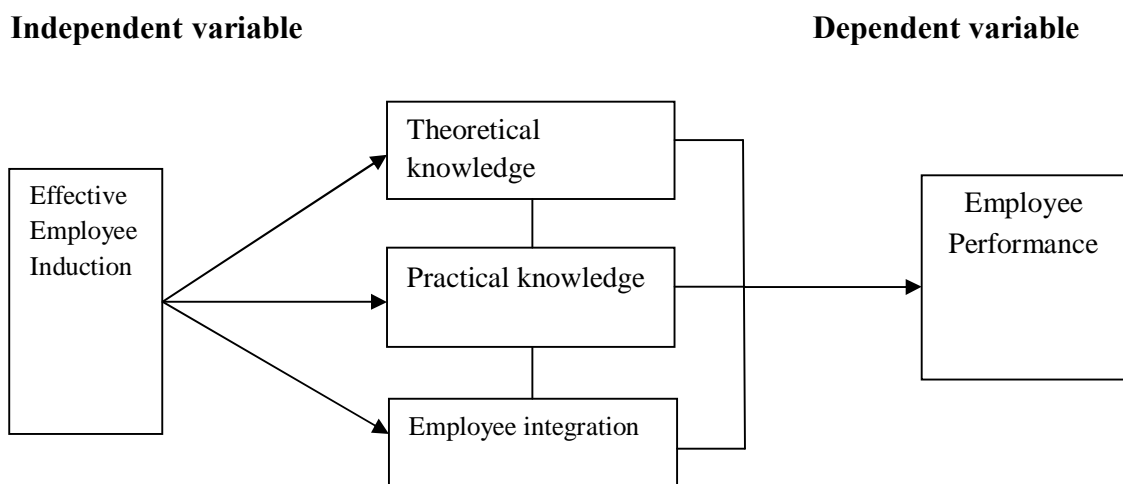 Independent variable
Dependent variable
Theoretical
knowledge
Effective
Employee
Induction
Practical knowledge
Employee
Performance
Employee integration